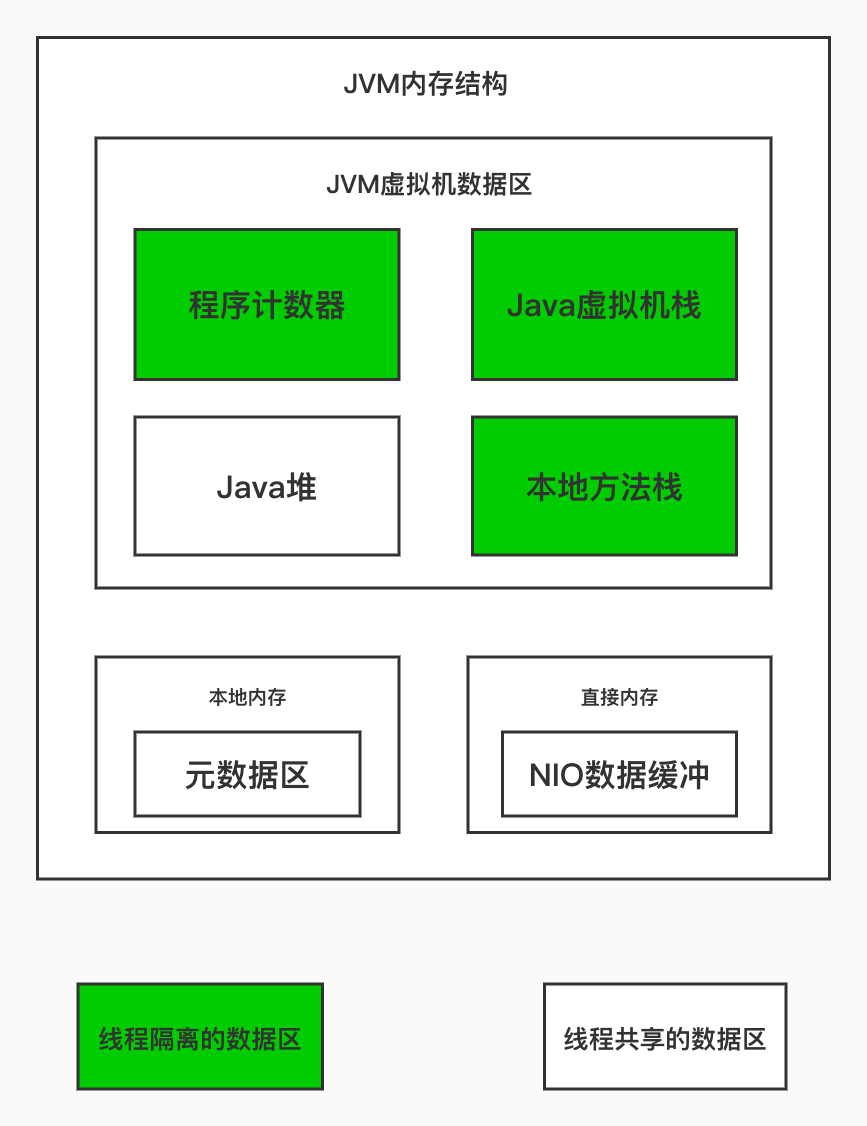 JVM内存结构
JVM虚拟机数据区
程序计数器
Java虚拟机栈
Java堆
本地方法栈
本地内存
直接内存
元数据区
NIO数据缓冲
线程隔离的数据区
线程共享的数据区